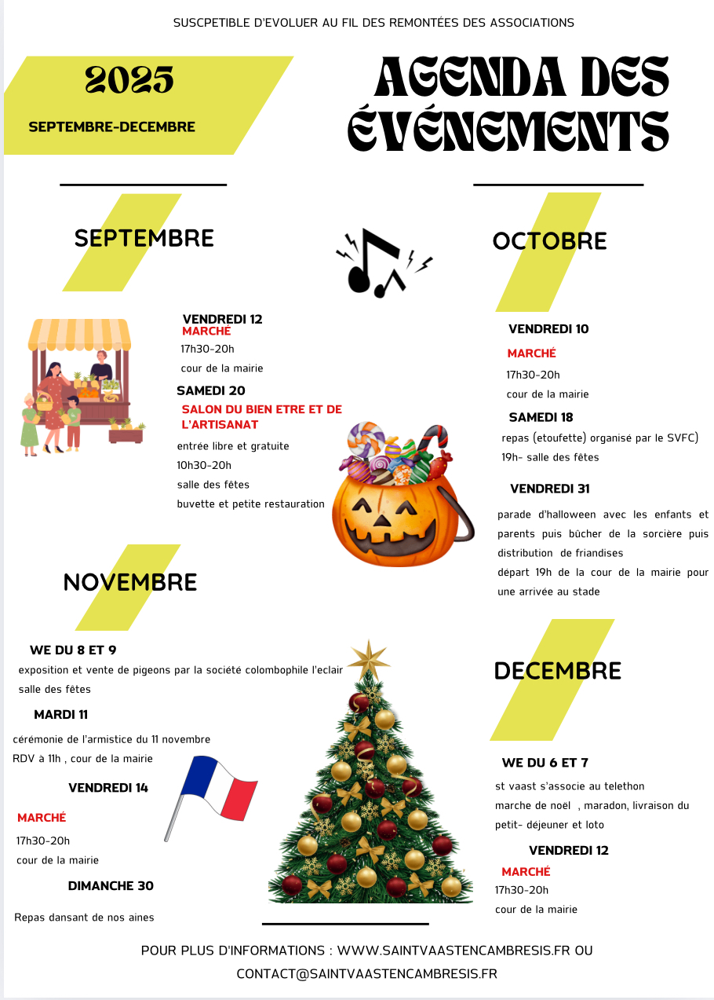 SUSCPETIBLE D'EVOLUER AU FIL DES REMONTÉES DES ASSOCIATIONS
2025
SEPTEMBRE-DECEMBRE
AGENDA DES
ÉVÉNEMENTS
SEPTEMBRE
VENDREDI 12
MARCHÉ
17h30-20h
cour de la mairie
SAMEDI 20
SALON DU BIEN ETRE ET DE
L'ARTISANAT
entrée libre et gratuite
10h30-20h
salle des fêtes
buvette et petite restauration
OCTOBRE
VENDREDI 10
MARCHÉ
17h30-20h
cour de la mairie
SAMEDI 18
repas (etoufette) organisé par le SVFC)
19h- salle des fêtes
VENDREDI 31
parade d'halloween avec les enfants et
parents puis bûcher de la sorcière puis
distribution de friandises
départ 19h de la cour de la mairie pour
une arrivée au stade
NOVEMBRE
WE DU 8 ET 9
exposition et vente de pigeons par la société colombophile l'eclair
salle des fêtes
MARDI 11
cérémonie de l'armistice du 11 novembre
RDV à 11h , cour de la mairie
VENDREDI 14
MARCHÉ
17h30-20h
cour de la mairie
DIMANCHE 30
Repas dansant de nos aines
DECEMBRE
WE DU 6 ET 7
st vaast s'associe au telethon
marche de noël , maradon, livraison du
petit- déjeuner et loto
VENDREDI 12
MARCHÉ
17h30-20h
cour de la mairie
POUR PLUS D'INFORMATIONS : WWW.SAINTVAASTENCAMBRESIS.FR OU
CONTACT@SAINTVAASTENCAMBRESIS.FR